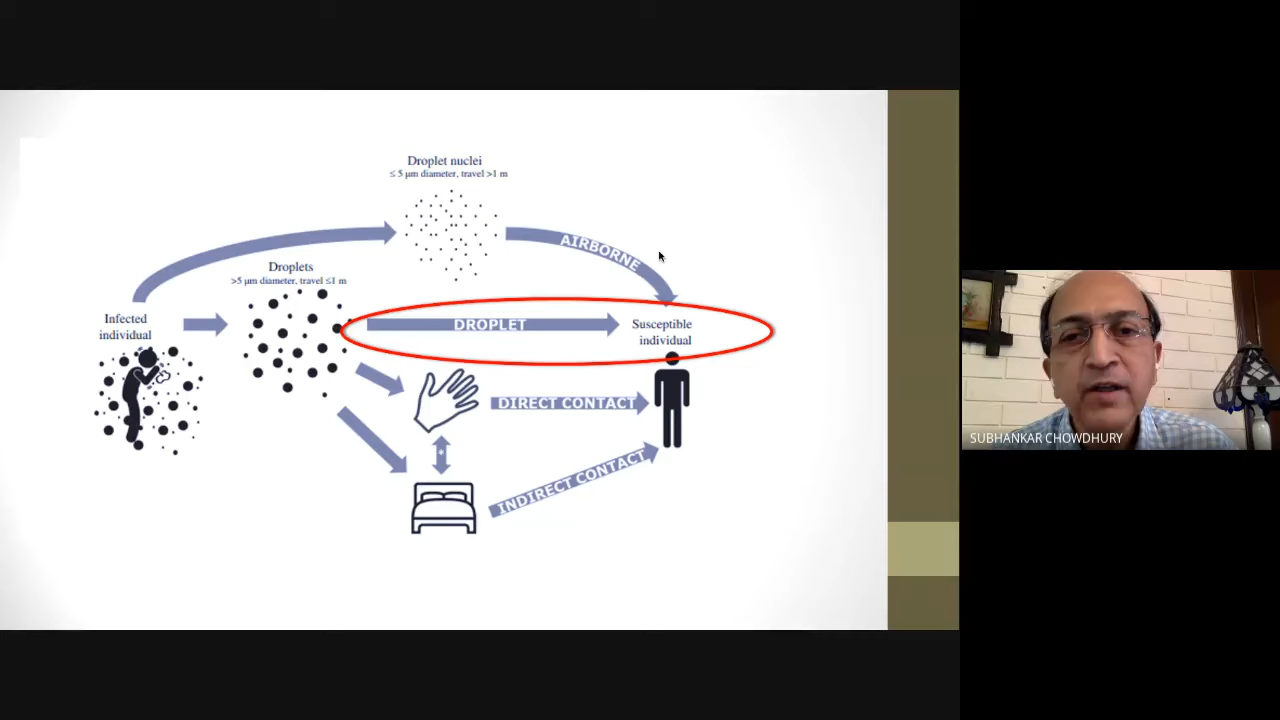 Droplet nuclei
≤ 5 μm diameter, travel >1 m
AIRBORNE
Droplets
>5 μm diameter, travel ≤1 m
Infected
individual
DROPLET
Susceptible
individual
DIRECT CONTACT
INDIRECT CONTACT
SUBHANKAR CHOWDHURY